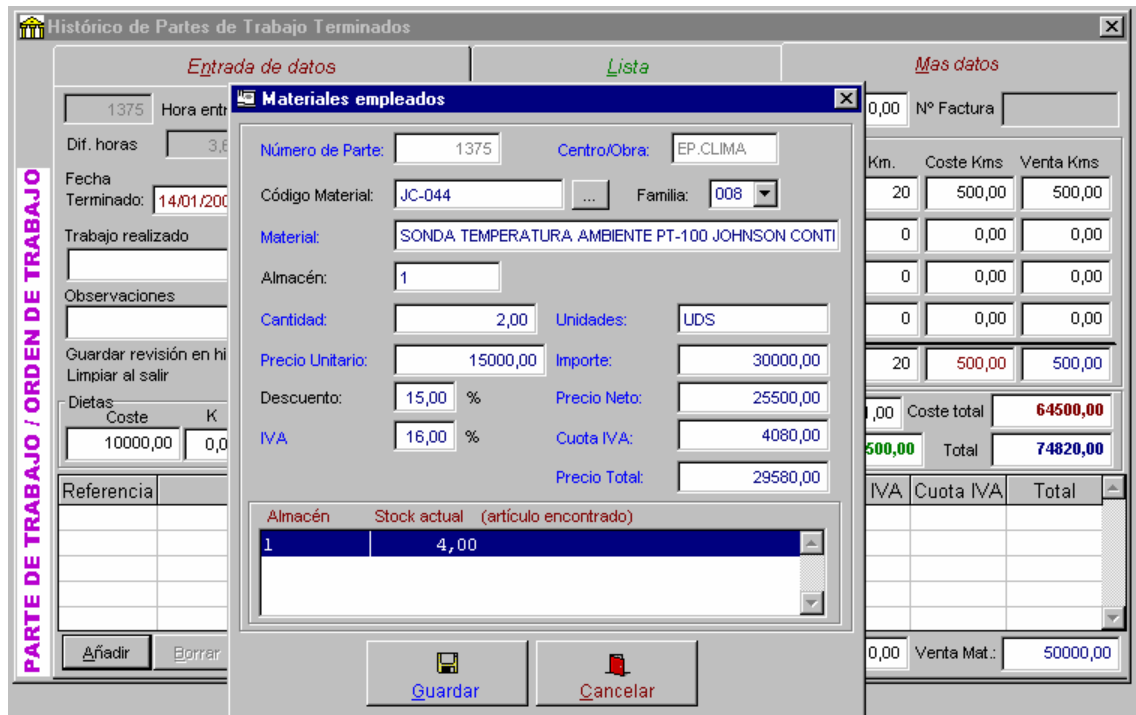 Histórico de Partes de Trabajo Terminados
Entrada de datos Lista Mas datos
PARTE DE TRABAJO / ORDEN DE TRABAJO
1375 Hora entr
0,00 Nº Factura
Dif. horas
Fecha
Terminado: 14/01/200
Trabajo realizado
Observaciones
Guardar revisión en hi
Limpiar al salir
Dietas
Coste K
10000,00 0,0
Km. Coste Kms Venta Kms
20 500,00 500,00
0 0,00 0,00
0 0,00 0,00
0 0,00 0,00
20 500,00 500,00
,00 Coste total 64500,00
500,00 Total 74820,00
Referencia IVA Cuota IVA Total
Añadir Borrar
0,00 Venta Mat.: 50000,00
Materiales empleados
Número de Parte: 1375 Centro/Obra: EP.CLIMA
Código Material: JC-044 ... Familia: 008
Material: SONDA TEMPERATURA AMBIENTE PT-100 JOHNSON CONTI
Almacén: 1
Cantidad: 2,00 Unidades: UDS
Precio Unitario: 15000,00 Importe: 30000,00
Descuento: 15,00 % Precio Neto: 25500,00
IVA 16,00 % Cuota IVA: 4080,00
Precio Total: 29580,00
Almacén Stock actual (artículo encontrado)
1 4,00
Guardar Cancelar